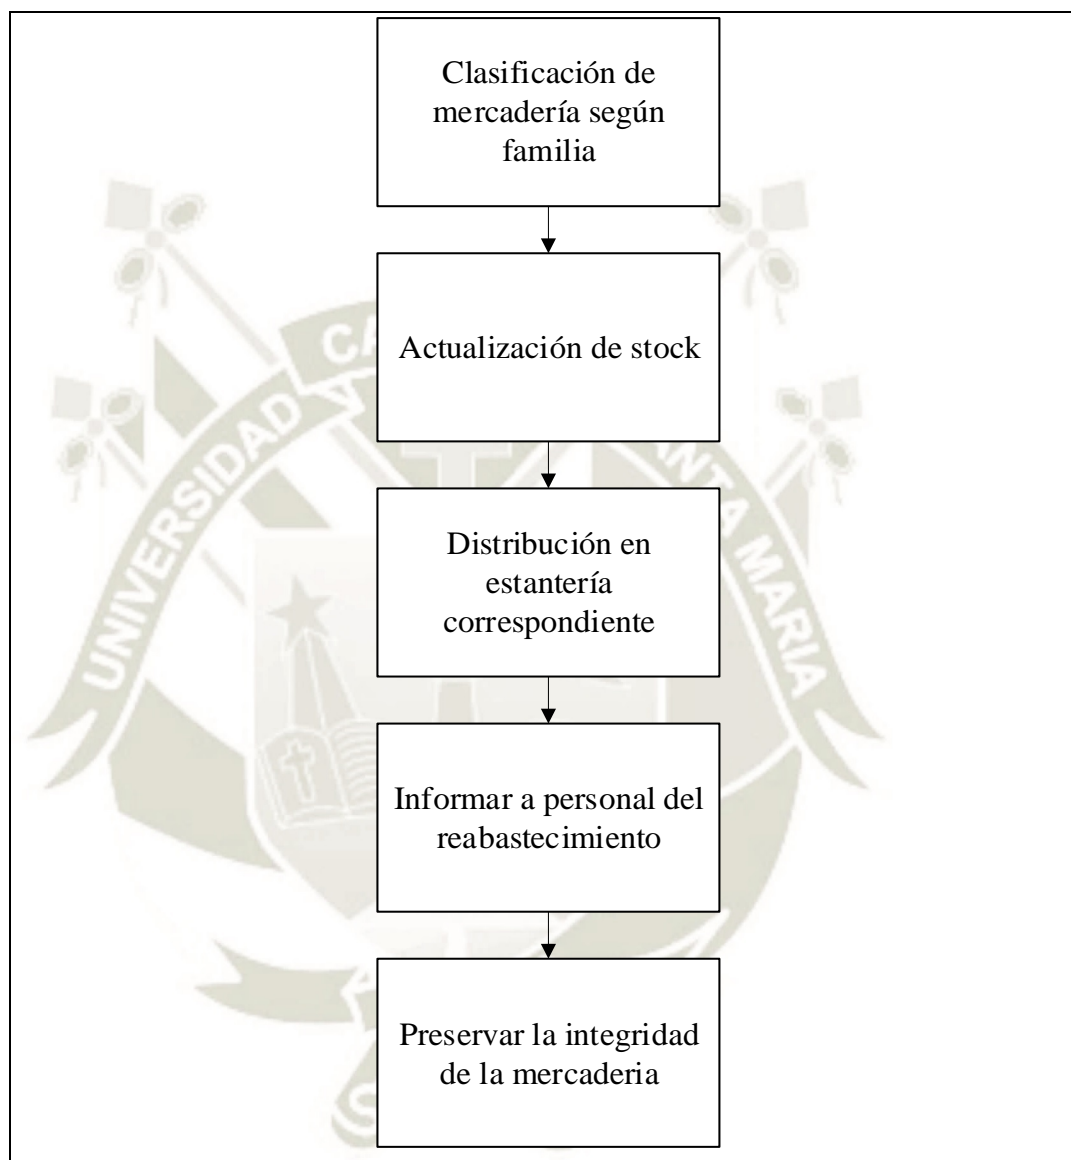 Clasificación de
mercadería según
familia
Actualización de stock
Distribución en
estantería
correspondiente
Informar a personal del
reabastecimiento
Preservar la integridad
de la mercaderia
UNIVERSIDAD
CA
ANTA MARIA
S